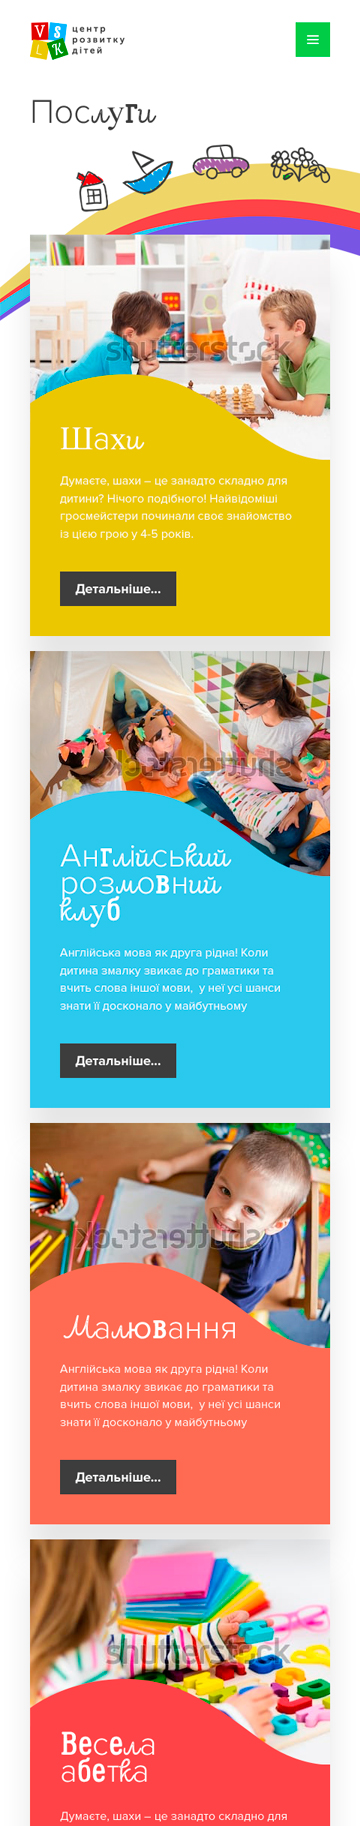 VS
LK
центр
розвитку
дітей
Послуги
shutterstock
Шахи
Думаєте, шахи – це занадто складно для
дитини? Нічого подібного! Найвідоміші
гросмейстери починали своє знайомство
із цією грою у 4-5 років.
Детальніше...
shutterstock
Англійський
розмовний
клуб
Англійська мова як друга рідна! Коли
дитина змалку звикає до граматики та
вчить слова іншої мови, у неї усі шанси
знати її досконало у майбутньому
Детальніше...
shutterstock
Малювання
Англійська мова як друга рідна! Коли
дитина змалку звикає до граматики та
вчить слова іншої мови, у неї усі шанси
знати її досконало у майбутньому
Детальніше...
shutterstock
Весела
абетка
Думаєте, шахи – це занадто складно для